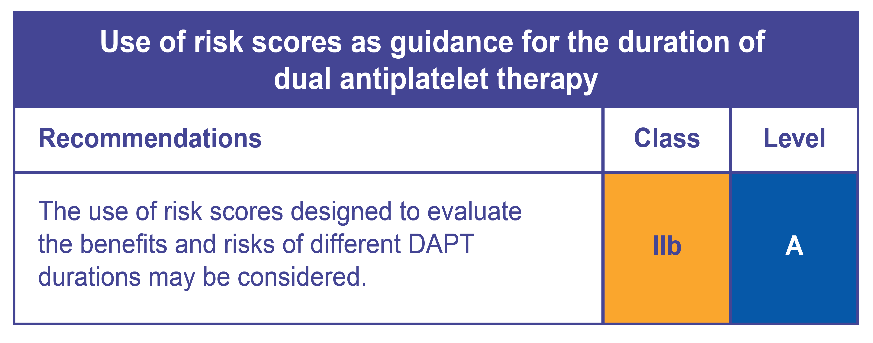 Use of risk scores as guidance for the duration of
dual antiplatelet therapy
Recommendations Class Level
The use of risk scores designed to evaluate
the benefits and risks of different DAPT
durations may be considered.
IIb
A